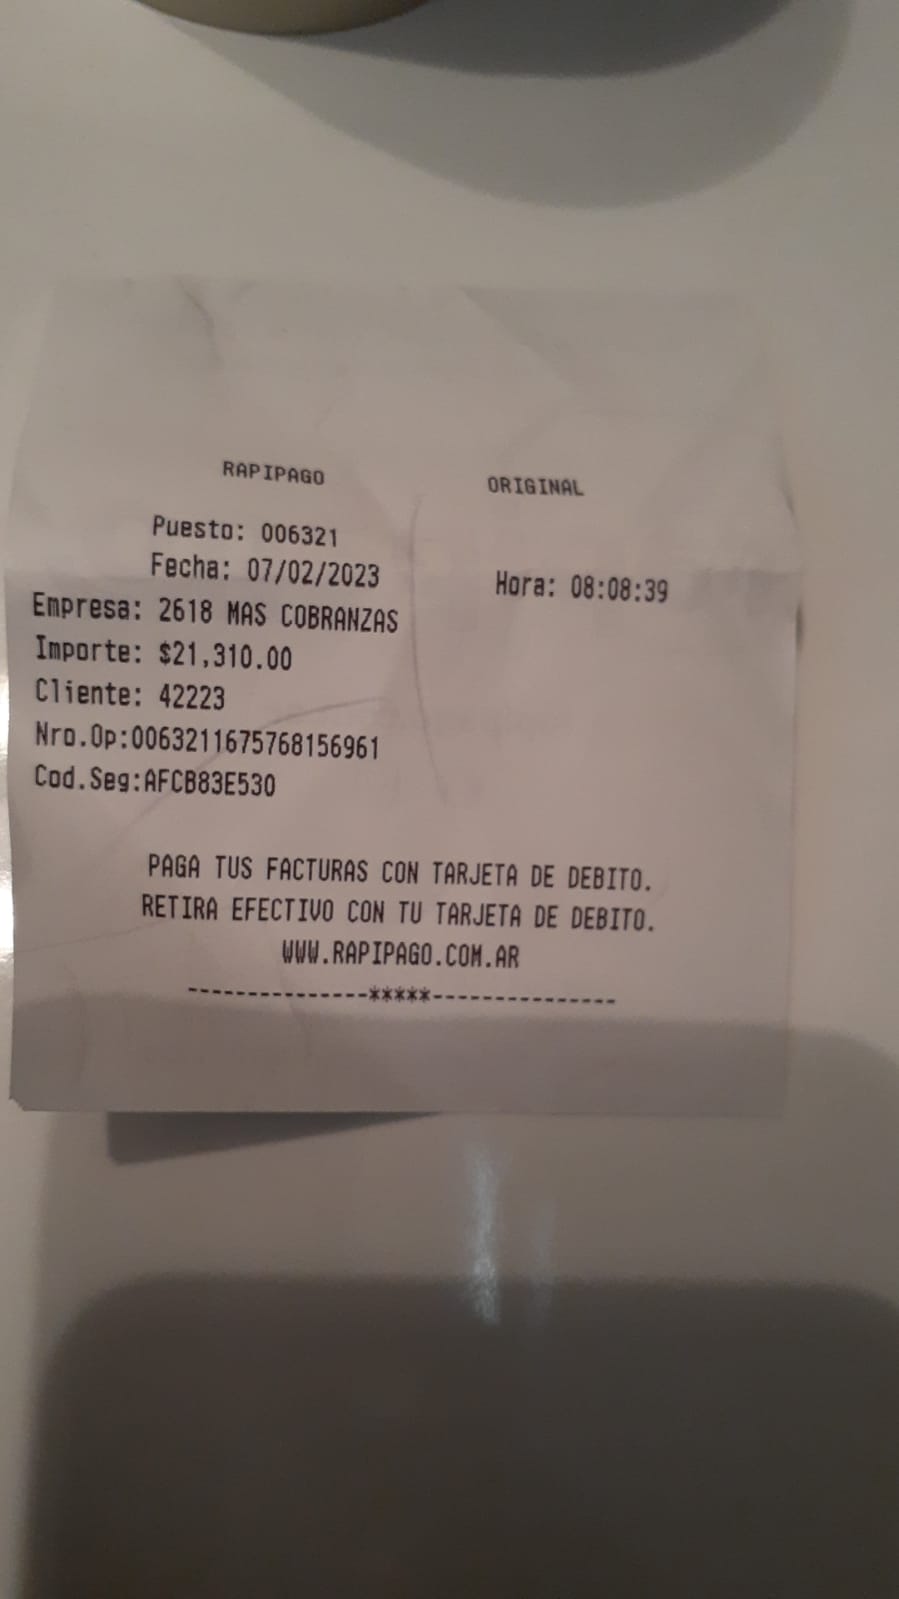 RAPIPAGO ORIGINAL
Puesto: 006321
Fecha: 07/02/2023 Hora: 08:08:39
Empresa: 2618 MAS COBRANZAS
Importe: $21,310.00
Cliente: 42223
Nro.Op:0063211675768156961
Cod.Seg:AFCB83E530
PAGA TUS FACTURAS CON TARJETA DE DEBITO.
RETIRA EFECTIVO CON TU TARJETA DE DEBITO.
WWW.RAPIPAGO.COM.AR
---------------*****---------------